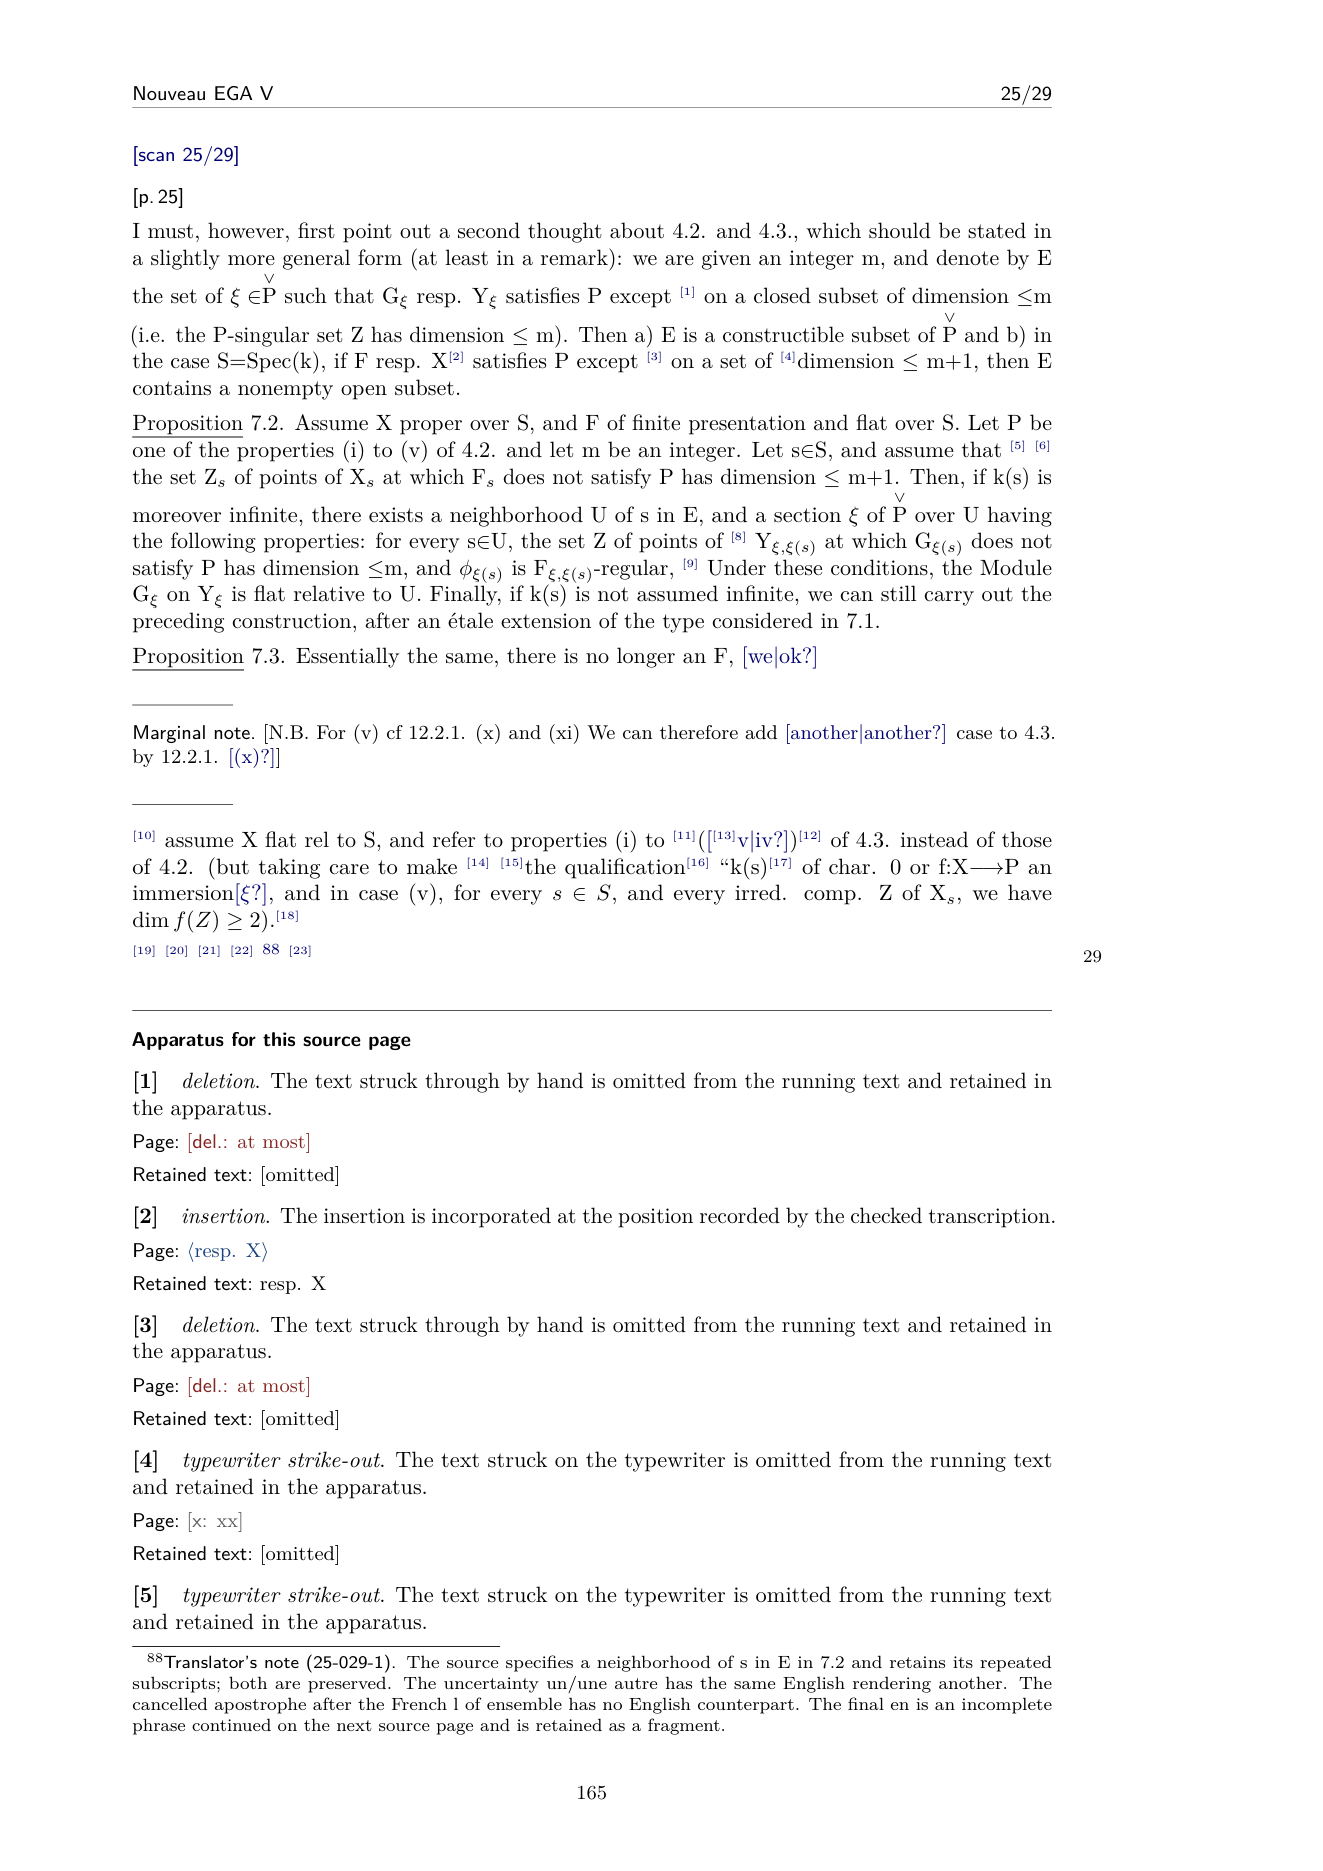 Nouveau EGA V 25/29
[scan 25/29]
[p. 25]
I must, however, first point out a second thought about 4.2. and 4.3., which should be stated in
a slightly more general form (at least in a remark): we are given an integer m, and denote by E
the set of ξ ∈P̌ such that Gξ resp. Yξ satisfies P except [1] on a closed subset of dimension ≤m
(i.e. the P-singular set Z has dimension ≤ m). Then a) E is a constructible subset of P̌ and b) in
the case S=Spec(k), if F resp. X[2] satisfies P except [3] on a set of [4]dimension ≤ m+1, then E
contains a nonempty open subset.
Proposition 7.2. Assume X proper over S, and F of finite presentation and flat over S. Let P be
one of the properties (i) to (v) of 4.2. and let m be an integer. Let s∈S, and assume that [5] [6]
the set Zs of points of Xs at which Fs does not satisfy P has dimension ≤ m+1. Then, if k(s) is
moreover infinite, there exists a neighborhood U of s in E, and a section ξ of P̌ over U having
the following properties: for every s∈U, the set Z of points of [8] Yξ,ξ(s) at which Gξ(s) does not
satisfy P has dimension ≤m, and ϕξ(s) is Fξ,ξ(s)-regular, [9] Under these conditions, the Module
Gξ on Yξ is flat relative to U. Finally, if k(s) is not assumed infinite, we can still carry out the
preceding construction, after an étale extension of the type considered in 7.1.
Proposition 7.3. Essentially the same, there is no longer an F, [we|ok?]
Marginal note. [N.B. For (v) cf 12.2.1. (x) and (xi) We can therefore add [another|another?] case to 4.3.
by 12.2.1. [(x)?]]
[10] assume X flat rel to S, and refer to properties (i) to [11]([[13]v|iv?])[12] of 4.3. instead of those
of 4.2. (but taking care to make [14] [15]the qualification[16] “k(s)[17] of char. 0 or f:X⟶P an
immersion[ξ?], and in case (v), for every s ∈ S, and every irred. comp. Z of Xs, we have
dim f(Z) ≥ 2).[18]
[19] [20] [21] [22] 88 [23]
29
Apparatus for this source page
[1] deletion. The text struck through by hand is omitted from the running text and retained in
the apparatus.
Page: [del.: at most]
Retained text: [omitted]
[2] insertion. The insertion is incorporated at the position recorded by the checked transcription.
Page: ⟨resp. X⟩
Retained text: resp. X
[3] deletion. The text struck through by hand is omitted from the running text and retained in
the apparatus.
Page: [del.: at most]
Retained text: [omitted]
[4] typewriter strike-out. The text struck on the typewriter is omitted from the running text
and retained in the apparatus.
Page: [x: xx]
Retained text: [omitted]
[5] typewriter strike-out. The text struck on the typewriter is omitted from the running text
and retained in the apparatus.
88Translator's note (25-029-1). The source specifies a neighborhood of s in E in 7.2 and retains its repeated
subscripts; both are preserved. The uncertainty un/une autre has the same English rendering another. The
cancelled apostrophe after the French l of ensemble has no English counterpart. The final en is an incomplete
phrase continued on the next source page and is retained as a fragment.
165